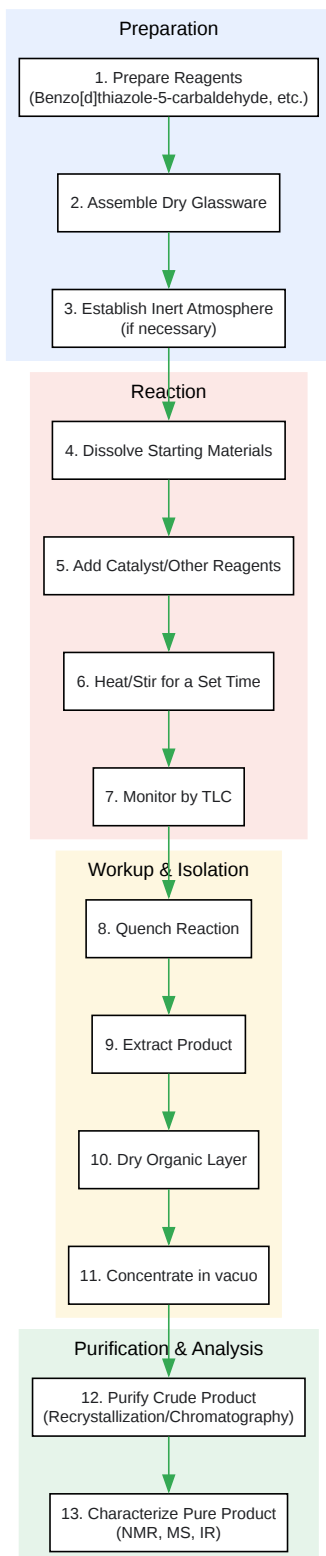 Preparation
1. Prepare Reagents
(Benzo[d]thiazole-5-carbaldehyde, etc.)
2. Assemble Dry Glassware
3. Establish Inert Atmosphere
(if necessary)
Reaction
4. Dissolve Starting Materials
5. Add Catalyst/Other Reagents
6. Heat/Stir for a Set Time
7. Monitor by TLC
Workup & Isolation
8. Quench Reaction
9. Extract Product
10. Dry Organic Layer
11. Concentrate in vacuo
Purification & Analysis
12. Purify Crude Product
(Recrystallization/Chromatography)
13. Characterize Pure Product
(NMR, MS, IR)